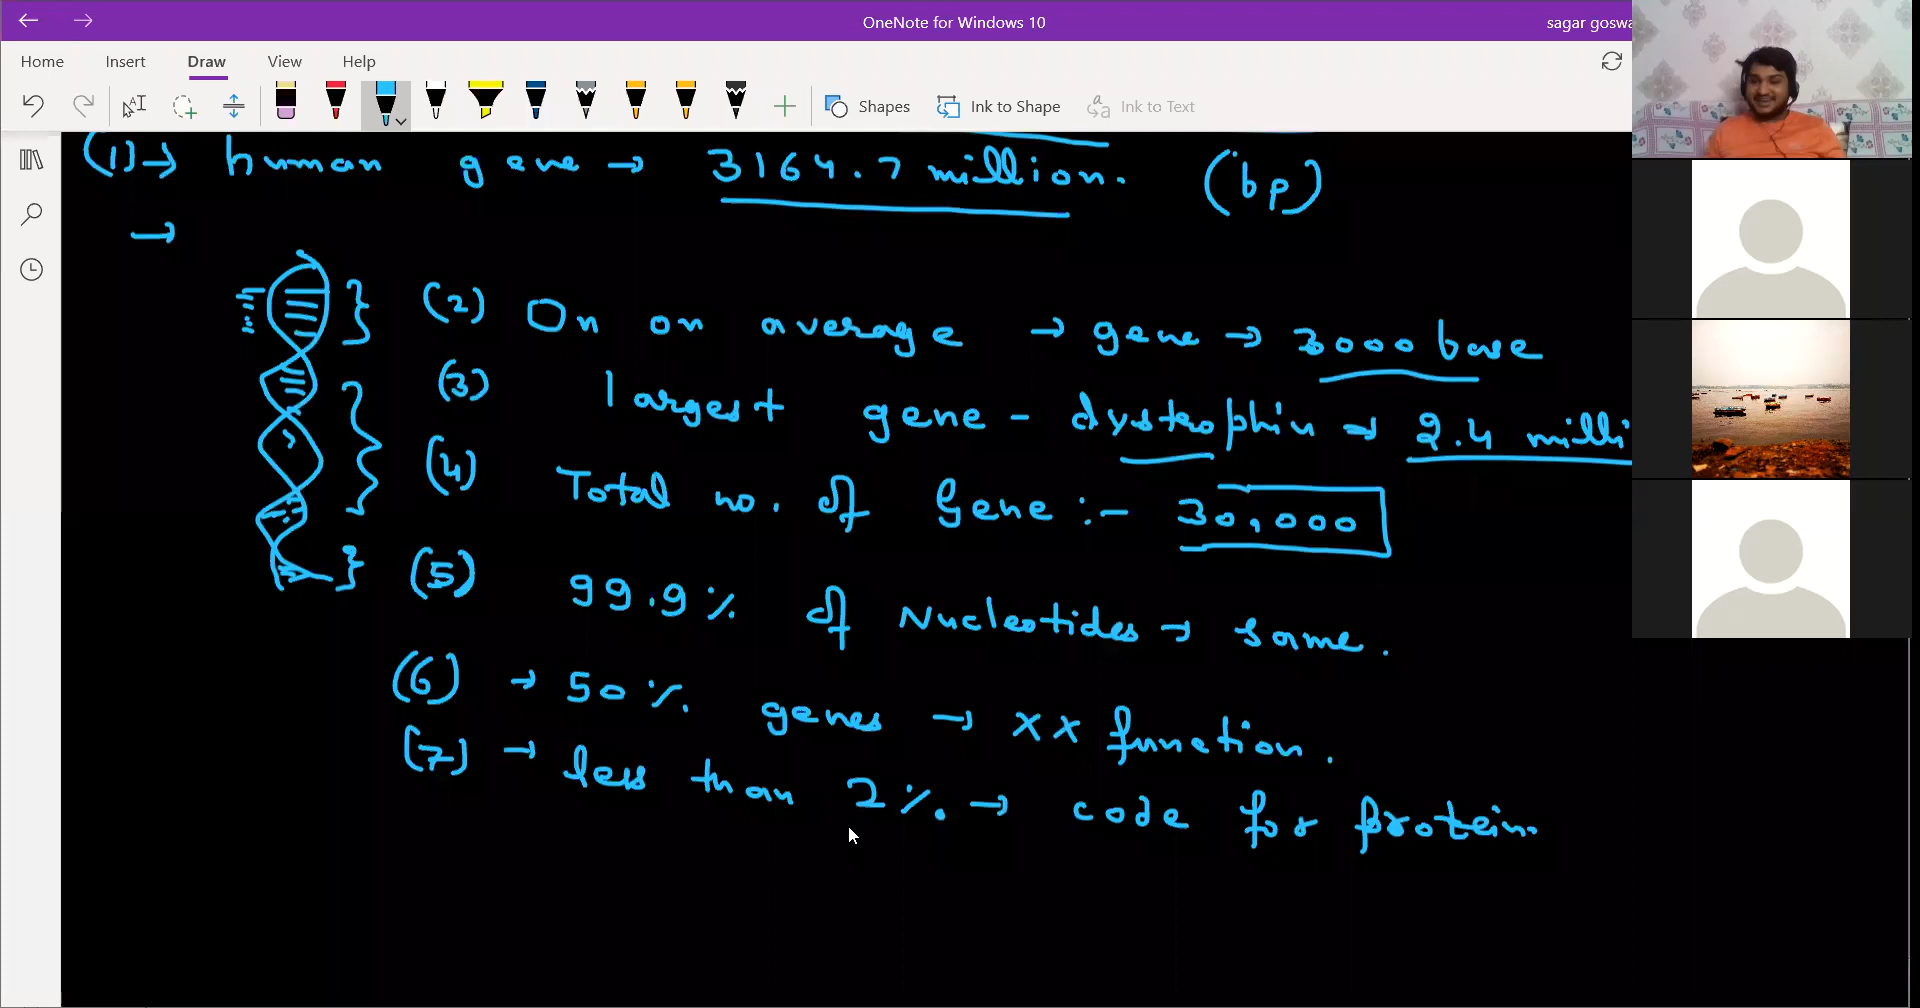 OneNote for Windows 10
sagar goswa
Home Insert Draw View Help
Shapes Ink to Shape Ink to Text
(1)→ human gene → 3164.7 million. (bp)
→
(2) On an average → gene → 3000 base
(3) largest gene - dystrophin → 2.4 milli
(4) Total no. of Gene :- 30,000
(5) 99.9% of Nucleotides → same.
(6) → 50%. genes → XX function.
(7) → less than 2%. → code for protein.